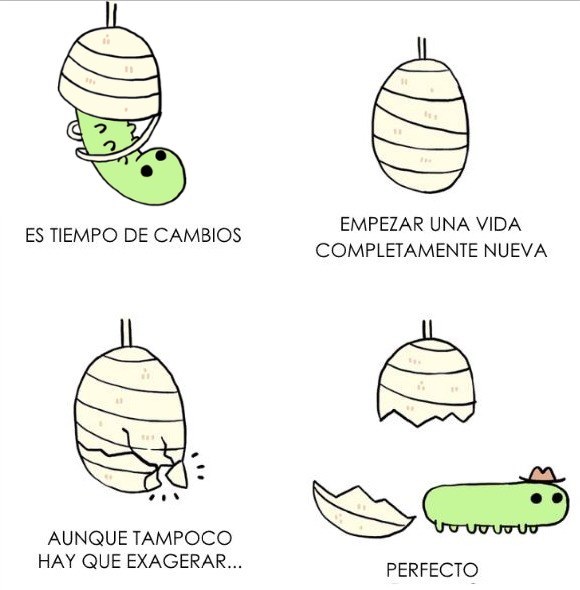 ES TIEMPO DE CAMBIOS
EMPEZAR UNA VIDA
COMPLETAMENTE NUEVA
AUNQUE TAMPOCO
HAY QUE EXAGERAR...
PERFECTO